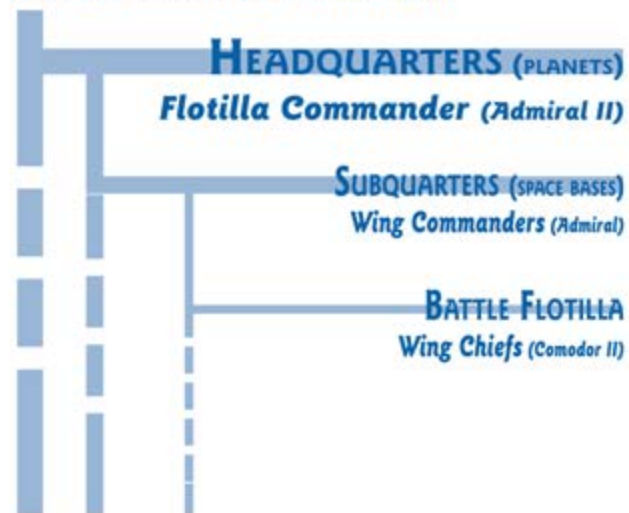 HEADQUARTERS (PLANETS)
Flotilla Commander (Admiral II)
SUBQUARTERS (SPACE BASES)
Wing Commanders (Admiral)
BATTLE FLOTILLA
Wing Chiefs (Comodor II)